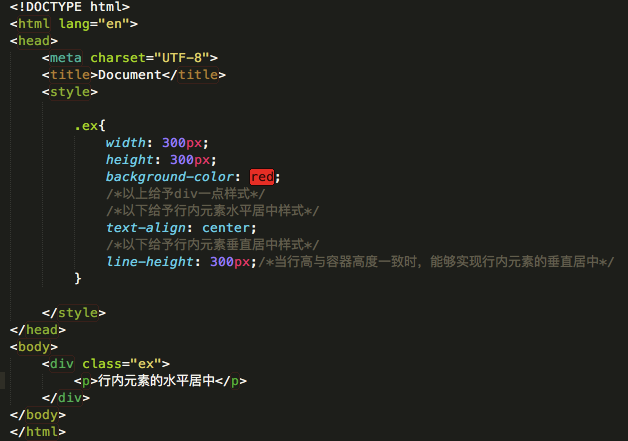 <!DOCTYPE html>
<html lang="en">
<head>
    <meta charset="UTF-8">
    <title>Document</title>
    <style>

        .ex{
            width: 300px;
            height: 300px;
            background-color: red;
            /*以上给予div一点样式*/
            /*以下给予行内元素水平居中样式*/
            text-align: center;
            /*以下给予行内元素垂直居中样式*/
            line-height: 300px;/*当行高与容器高度一致时，能够实现行内元素的垂直居中*/
        }

    </style>
</head>
<body>
    <div class="ex">
        <p>行内元素的水平居中</p>
    </div>
</body>
</html>